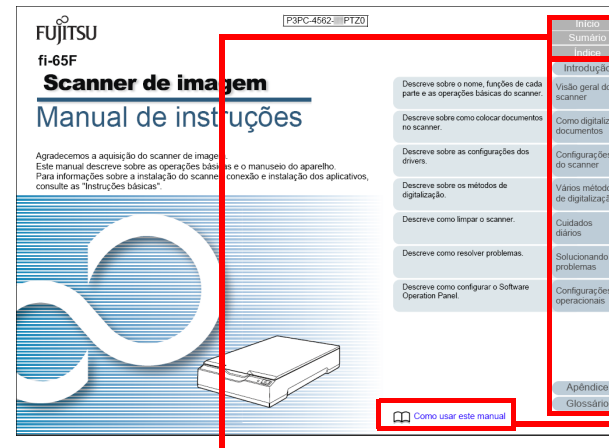 FUJITSU
P3PC-4562- PTZ0
fi-65F
Scanner de imagem
Manual de instruções
Agradecemos a aquisição do scanner de imagem.
Este manual descreve sobre as operações básicas e o manuseio do aparelho.
Para informações sobre a instalação do scanner, conexão e instalação dos aplicativos,
consulte as "Instruções básicas".
Descreve sobre o nome, funções de cada
parte e as operações básicas do scanner.
Descreve sobre como colocar documentos
no scanner.
Descreve sobre as configurações dos
drivers.
Descreve sobre os métodos de
digitalização.
Descreve como limpar o scanner.
Descreve como resolver problemas.
Descreve como configurar o Software
Operation Panel.
Como usar este manual
Início
Sumário
Índice
Introdução
Visão geral do
scanner
Como digitaliz
documentos
Configurações
do scanner
Vários método
de digitalizaçã
Cuidados
diários
Solucionando
problemas
Configurações
operacionais
Apêndice
Glossário